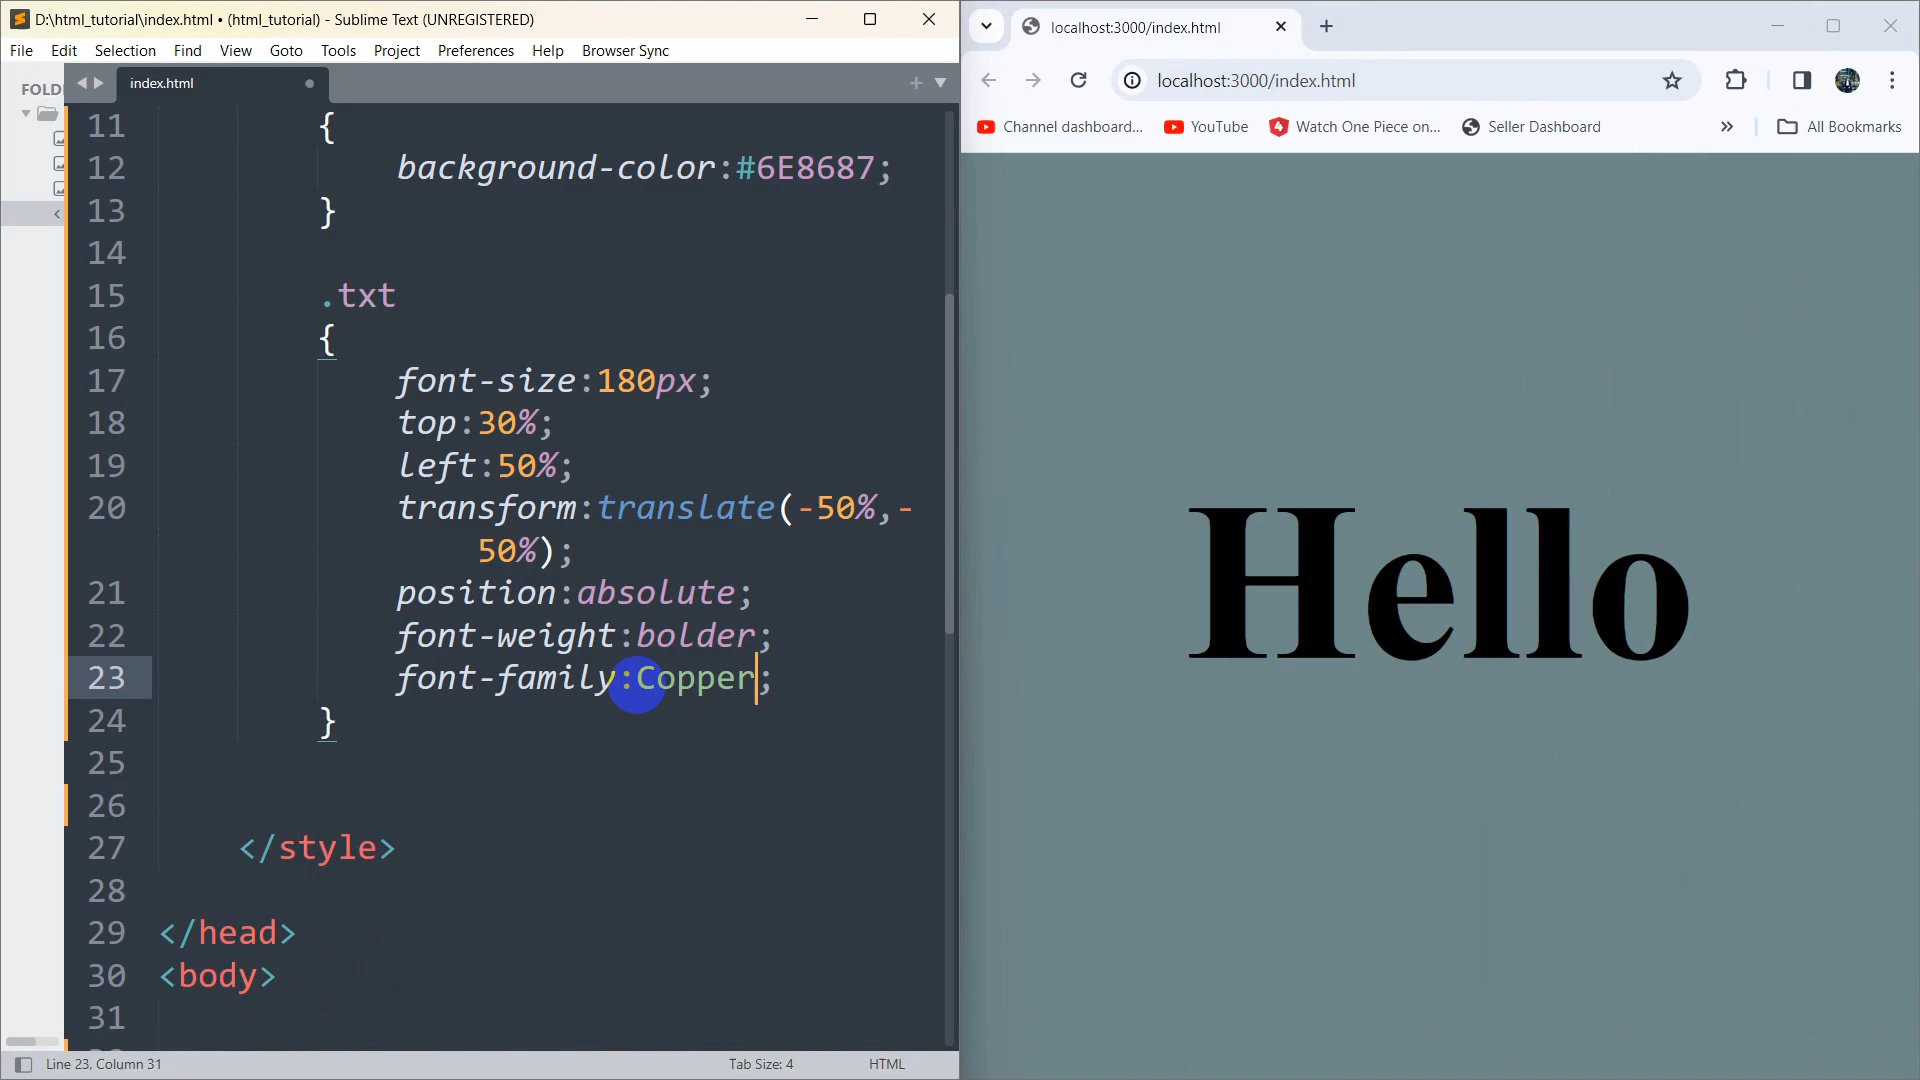 D:\html_tutorial\index.html • (html_tutorial) - Sublime Text (UNREGISTERED)
File Edit Selection Find View Goto Tools Project Preferences Help Browser Sync
FOLD
index.html
11 {
12 background-color:#6E8687;
13 }
14
15 .txt
16 {
17 font-size:180px;
18 top:30%;
19 left:50%;
20 transform:translate(-50%,-
50%);
21 position:absolute;
22 font-weight:bolder;
23 font-family:Copper;
24 }
25
26
27 </style>
28
29 </head>
30 <body>
31
Line 23, Column 31
Tab Size: 4
HTML
localhost:3000/index.html
localhost:3000/index.html
Channel dashboard... YouTube Watch One Piece on... Seller Dashboard » All Bookmarks
Hello